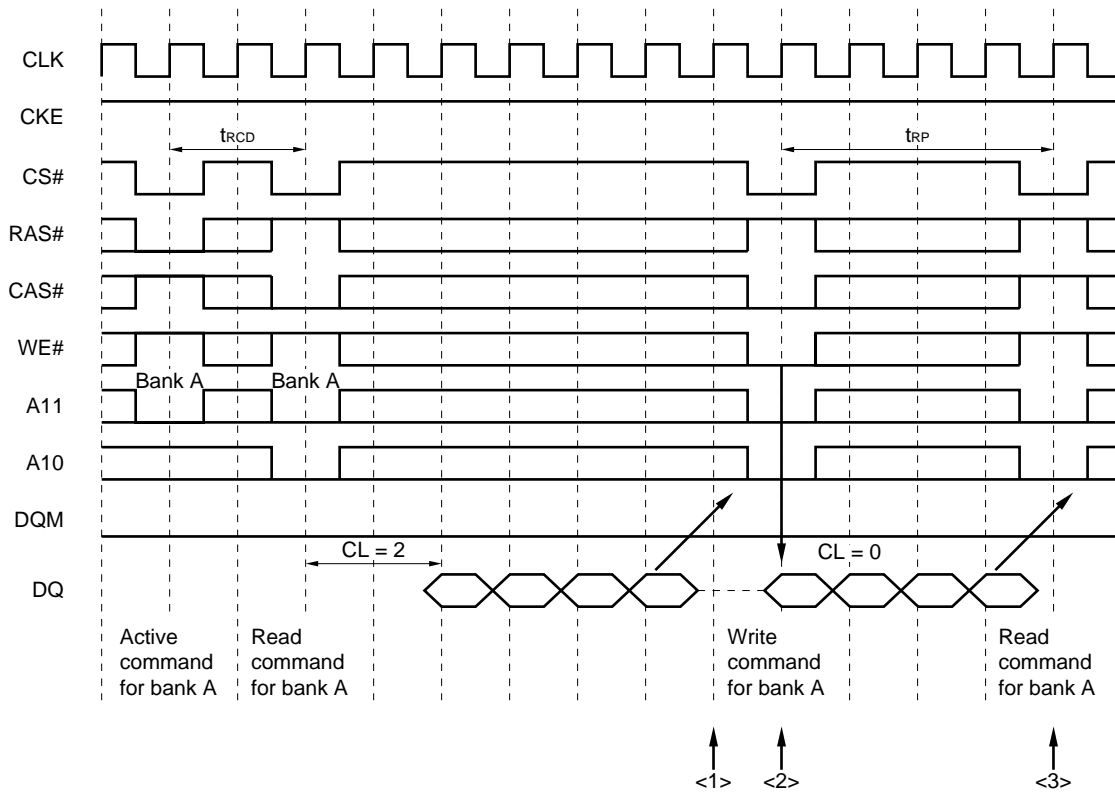 CLK
CKE
tRCD
tRP
CS#
RAS#
CAS#
WE#
Bank A
Bank A
A11
A10
DQM
CL = 2
CL = 0
DQ
Active
command
for bank A
Read
command
for bank A
Write
command
for bank A
Read
command
for bank A
<1>
<2>
<3>